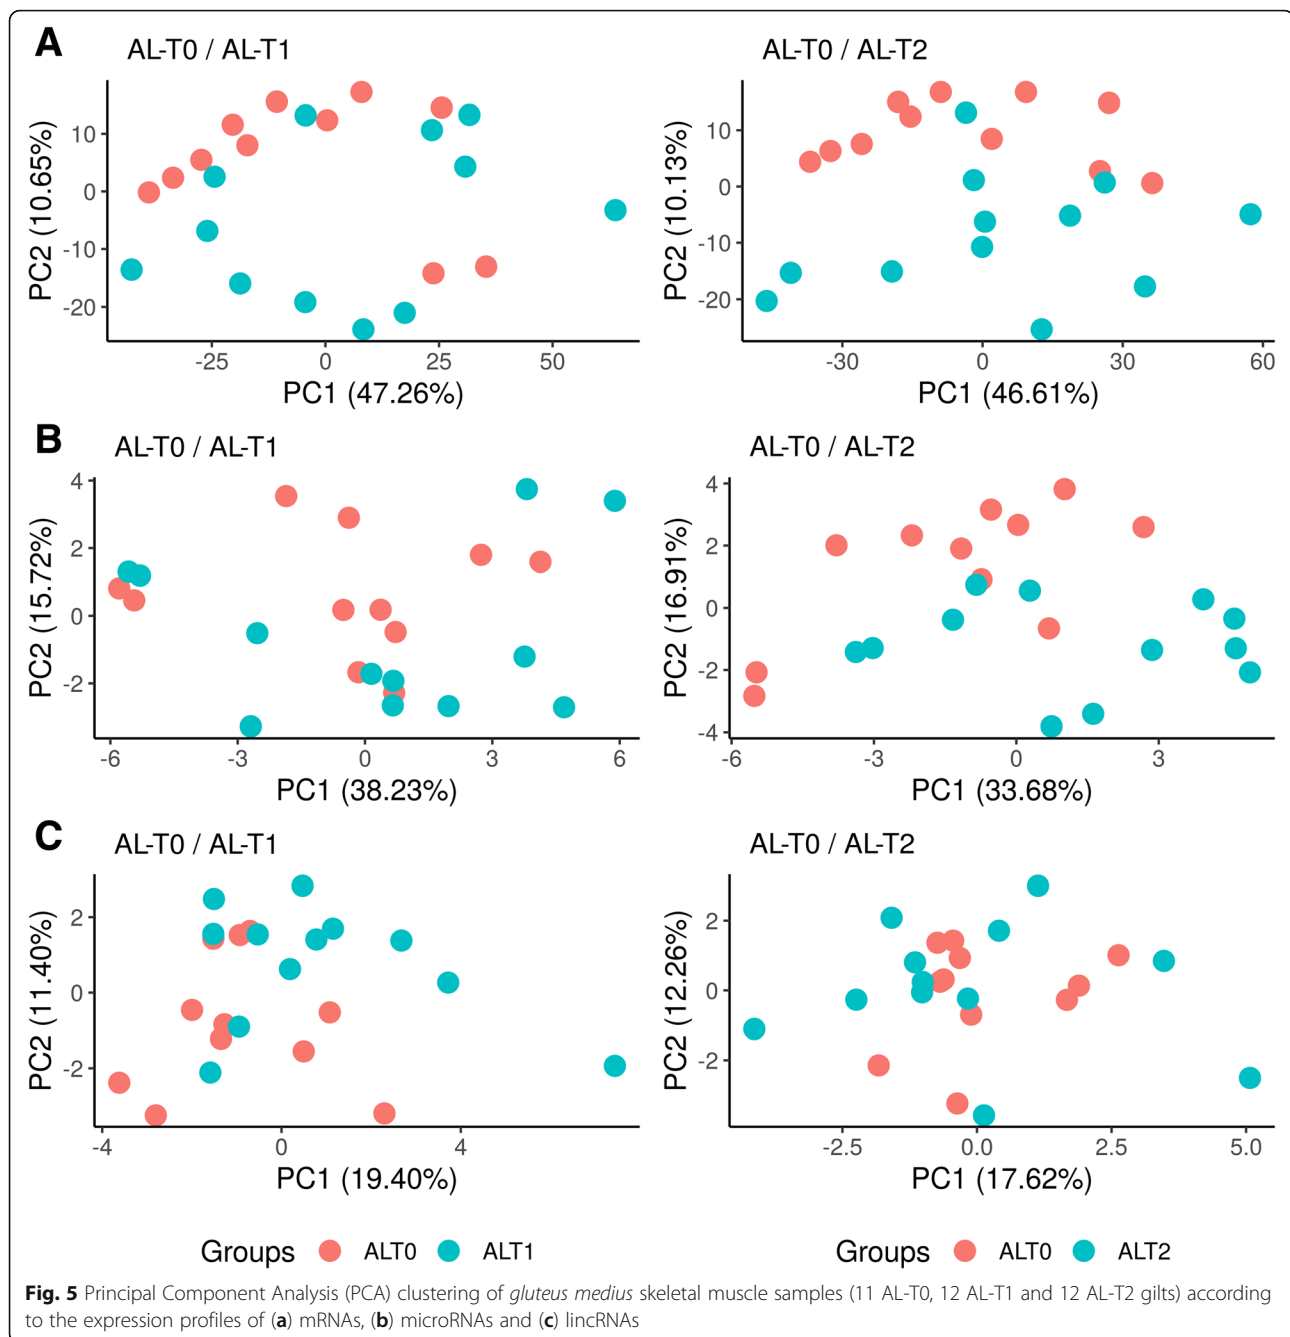 A
AL-T0 / AL-T1
AL-T0 / AL-T2
PC2 (10.65%)
10
0
-10
-20
-25
0
25
50
PC1 (47.26%)
PC2 (10.13%)
10
0
-10
-20
-30
0
30
60
PC1 (46.61%)
B
AL-T0 / AL-T1
AL-T0 / AL-T2
PC2 (15.72%)
4
2
0
-2
-6
-3
0
3
6
PC1 (38.23%)
PC2 (16.91%)
4
2
0
-2
-4
-6
-3
0
3
PC1 (33.68%)
C
AL-T0 / AL-T1
AL-T0 / AL-T2
PC2 (11.40%)
2
0
-2
-4
0
4
PC1 (19.40%)
PC2 (12.26%)
2
0
-2
-2.5
0.0
2.5
5.0
PC1 (17.62%)
Groups ALT0 ALT1
Groups ALT0 ALT2
Fig. 5 Principal Component Analysis (PCA) clustering of gluteus medius skeletal muscle samples (11 AL-T0, 12 AL-T1 and 12 AL-T2 gilts) according
to the expression profiles of (a) mRNAs, (b) microRNAs and (c) lincRNAs